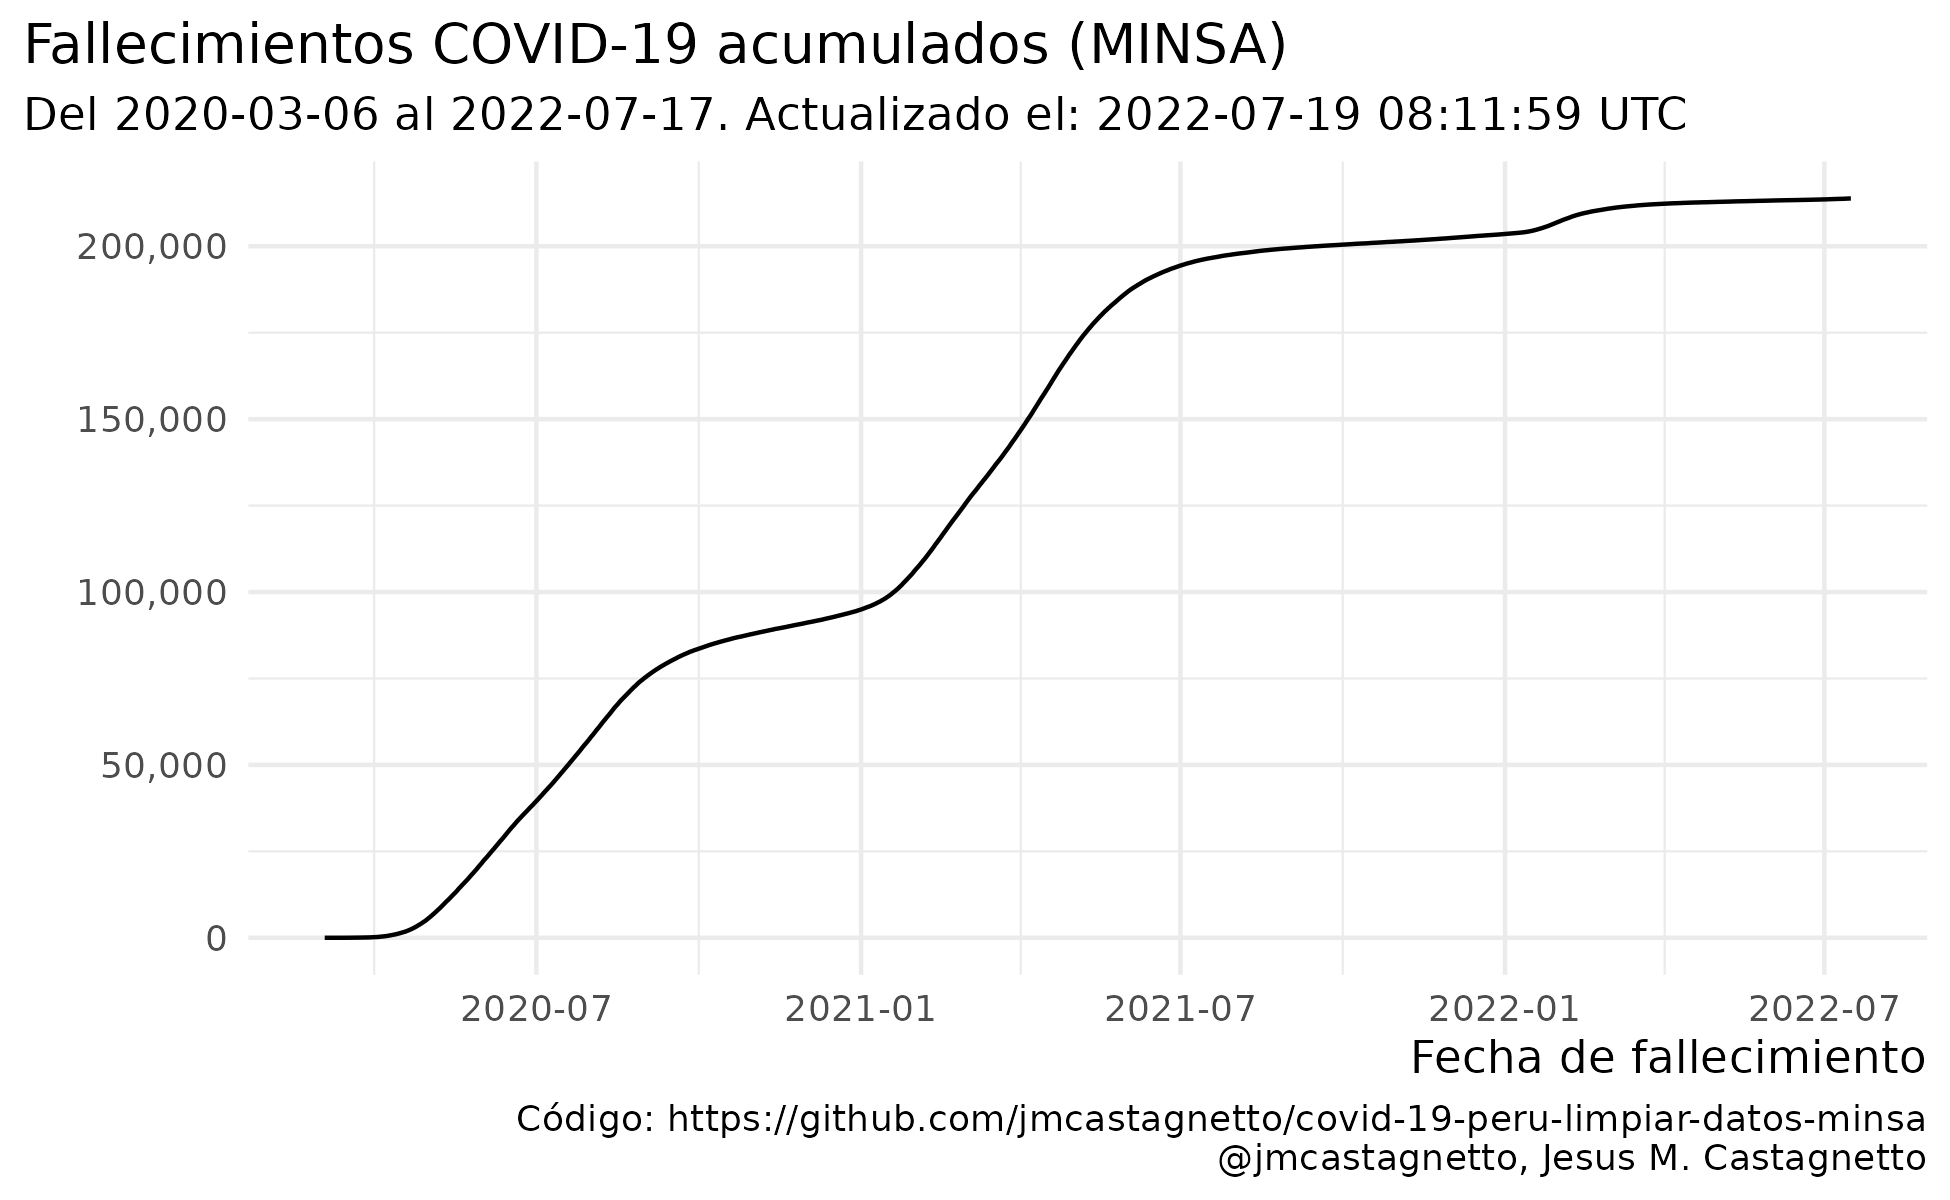 Fallecimientos COVID-19 acumulados (MINSA)
Del 2020-03-06 al 2022-07-17. Actualizado el: 2022-07-19 08:11:59 UTC
200,000
150,000
100,000
50,000
0
2020-07 2021-01 2021-07 2022-01 2022-07
Fecha de fallecimiento
Código: https://github.com/jmcastagnetto/covid-19-peru-limpiar-datos-minsa
@jmcastagnetto, Jesus M. Castagnetto